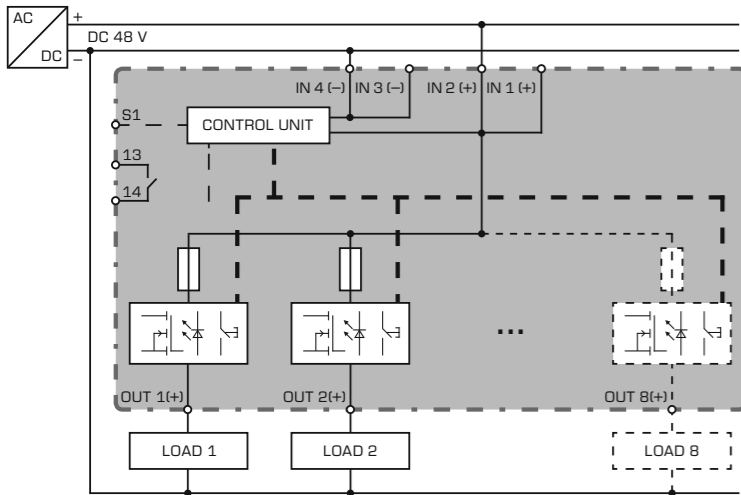 AC
+
DC 48 V
DC
−
IN 4 (−) IN 3 (−) IN 2 (+) IN 1 (+)
S1
CONTROL UNIT
13
14
...
OUT 1(+) OUT 2(+) OUT 8(+)
LOAD 1 LOAD 2 LOAD 8